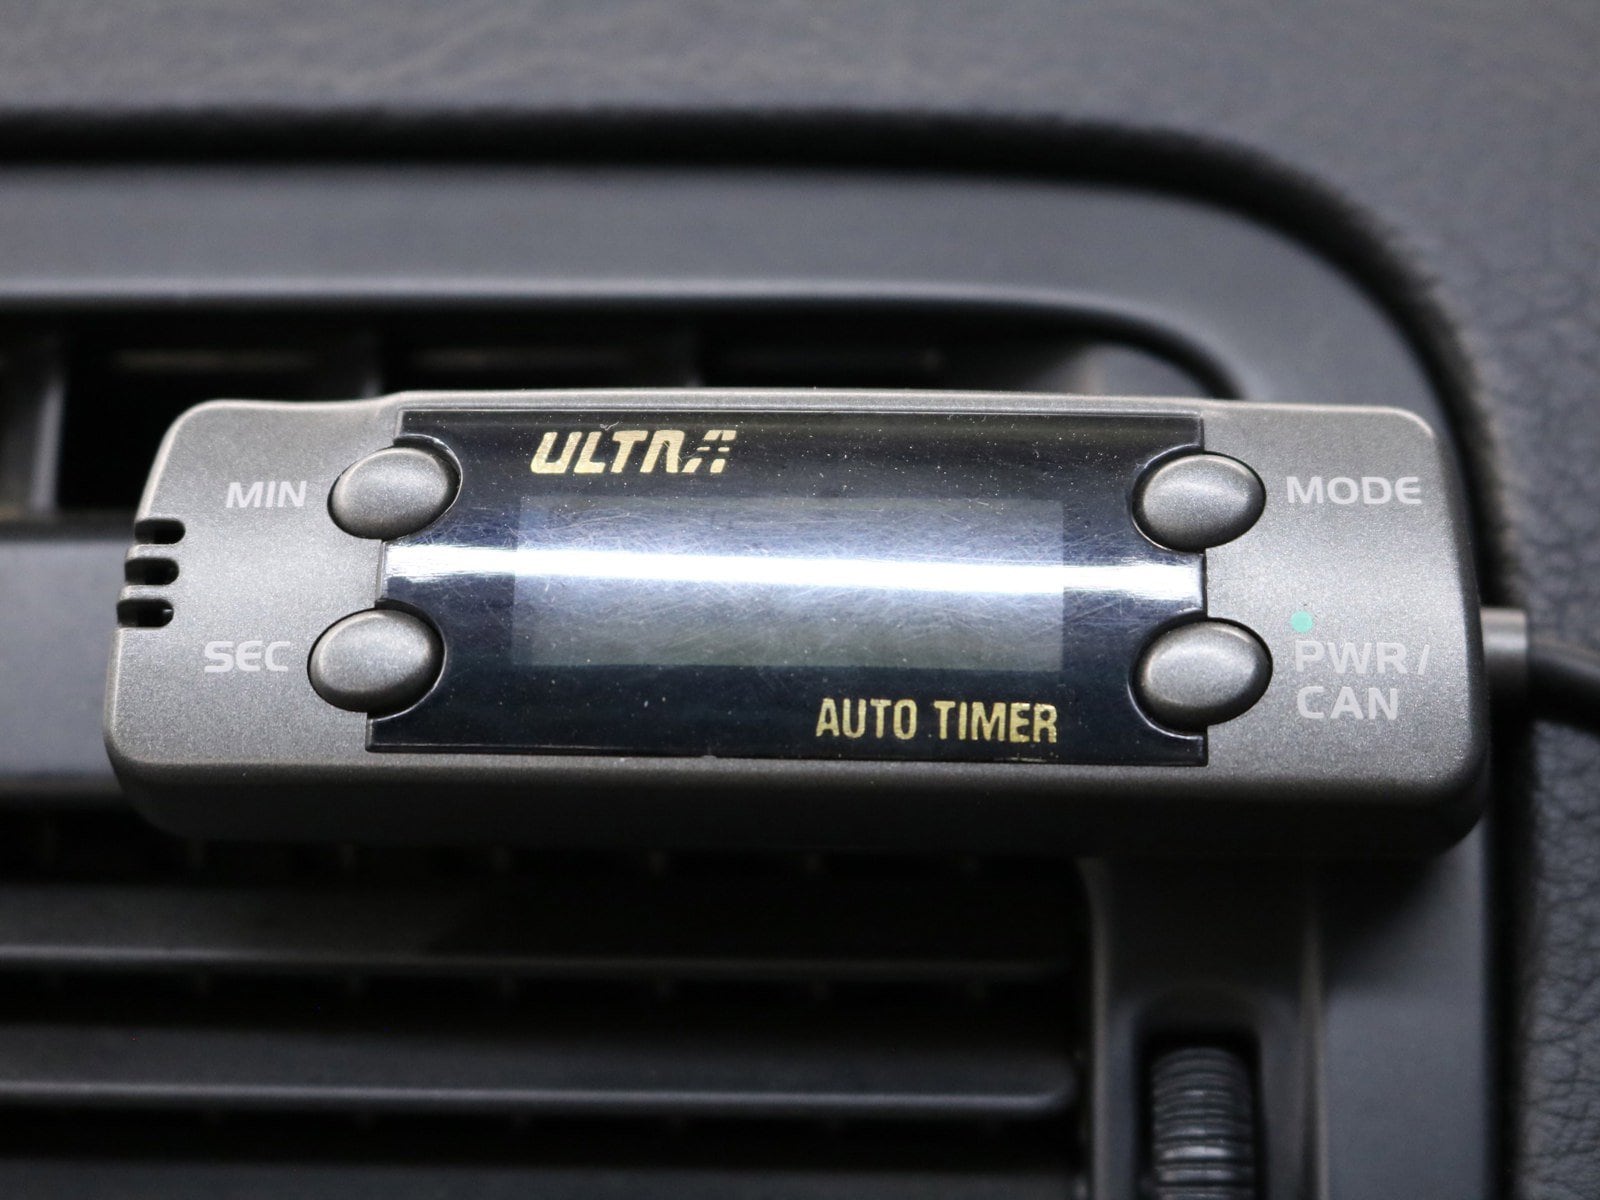 ULTRA
MIN
MODE
SEC
PWR/
CAN
AUTO TIMER